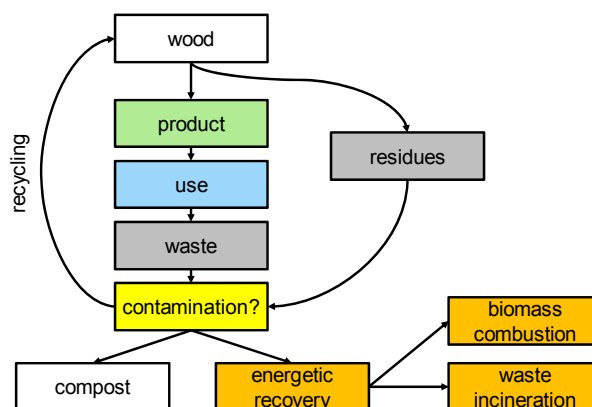 wood
product
residues
recycling
use
waste
contamination?
biomass
combustion
compost
energetic
recovery
waste
incineration